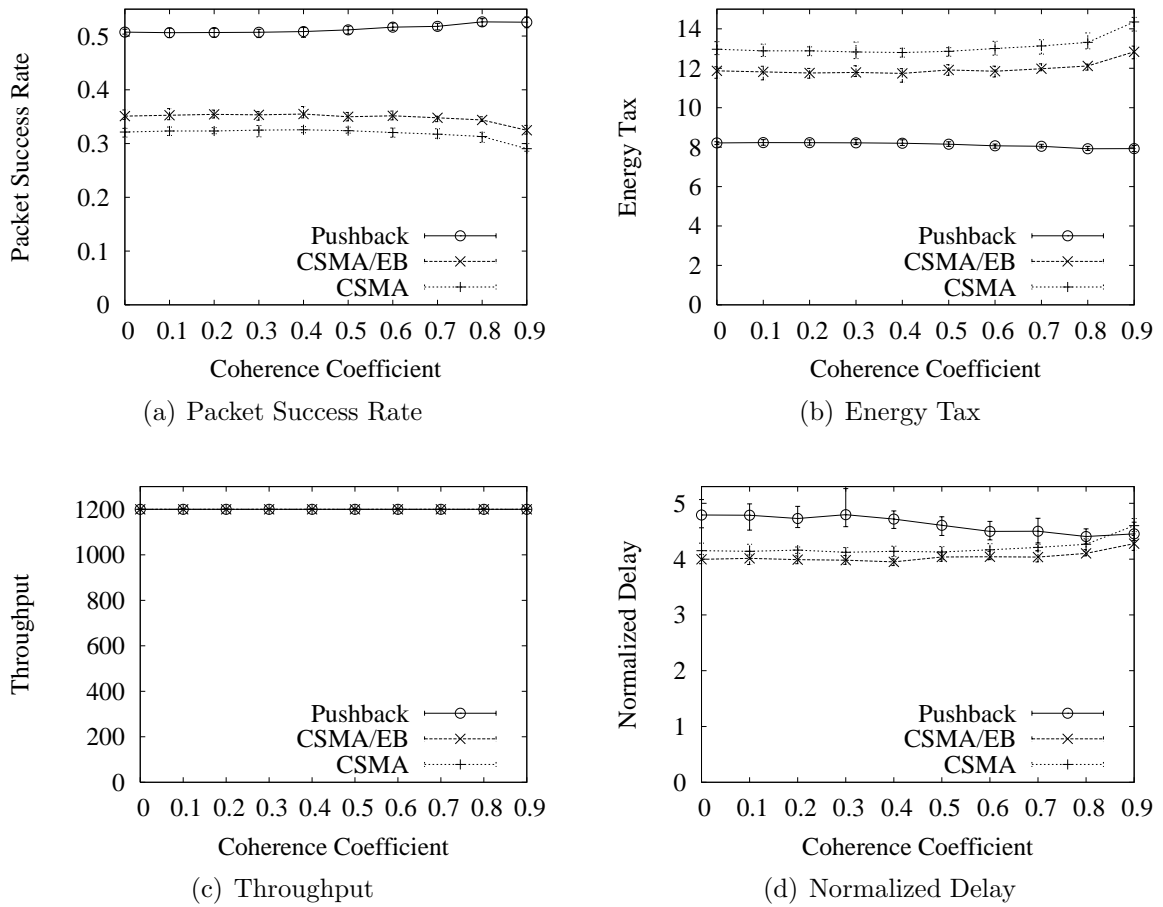 Packet Success Rate
0.5
0.4
0.3
0.2
0.1
0
Pushback
CSMA/EB
CSMA
0 0.1 0.2 0.3 0.4 0.5 0.6 0.7 0.8 0.9
Coherence Coefficient
(a) Packet Success Rate
Energy Tax
14
12
10
8
6
4
2
0
Pushback
CSMA/EB
CSMA
0 0.1 0.2 0.3 0.4 0.5 0.6 0.7 0.8 0.9
Coherence Coefficient
(b) Energy Tax
Throughput
1200
1000
800
600
400
200
0
Pushback
CSMA/EB
CSMA
0 0.1 0.2 0.3 0.4 0.5 0.6 0.7 0.8 0.9
Coherence Coefficient
(c) Throughput
Normalized Delay
5
4
3
2
1
0
Pushback
CSMA/EB
CSMA
0 0.1 0.2 0.3 0.4 0.5 0.6 0.7 0.8 0.9
Coherence Coefficient
(d) Normalized Delay